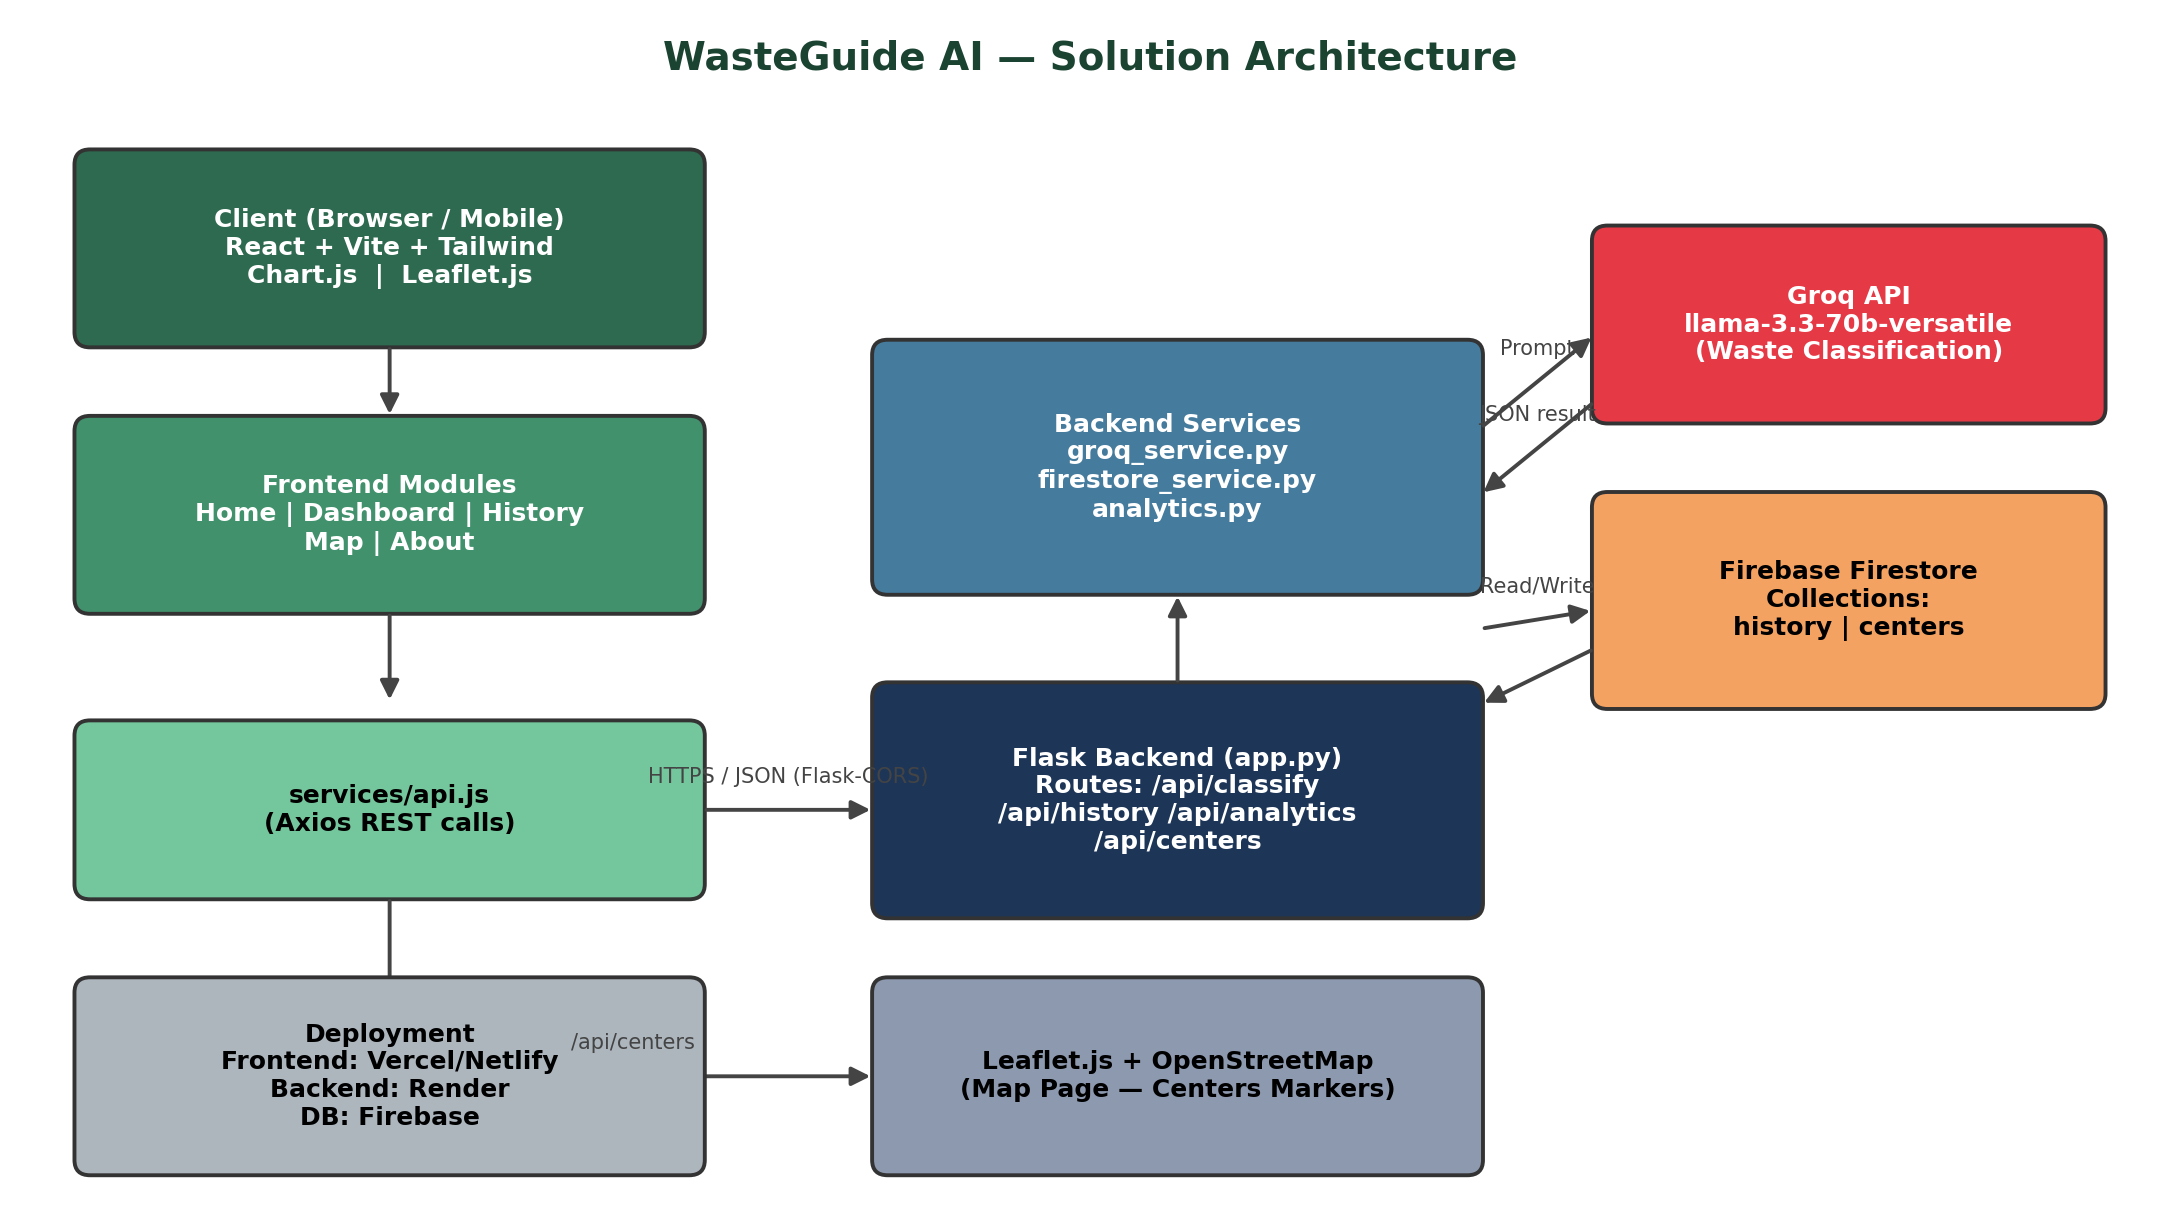 WasteGuide AI — Solution Architecture
Client (Browser / Mobile)
React + Vite + Tailwind
Chart.js | Leaflet.js
Frontend Modules
Home | Dashboard | History
Map | About
services/api.js
(Axios REST calls)
HTTPS / JSON (Flask-CORS)
Deployment
Frontend: Vercel/Netlify
Backend: Render
DB: Firebase
/api/centers
Backend Services
groq_service.py
firestore_service.py
analytics.py
Flask Backend (app.py)
Routes: /api/classify
/api/history /api/analytics
/api/centers
Leaflet.js + OpenStreetMap
(Map Page — Centers Markers)
Prompt
JSON result
Read/Write
Groq API
llama-3.3-70b-versatile
(Waste Classification)
Firebase Firestore
Collections:
history | centers